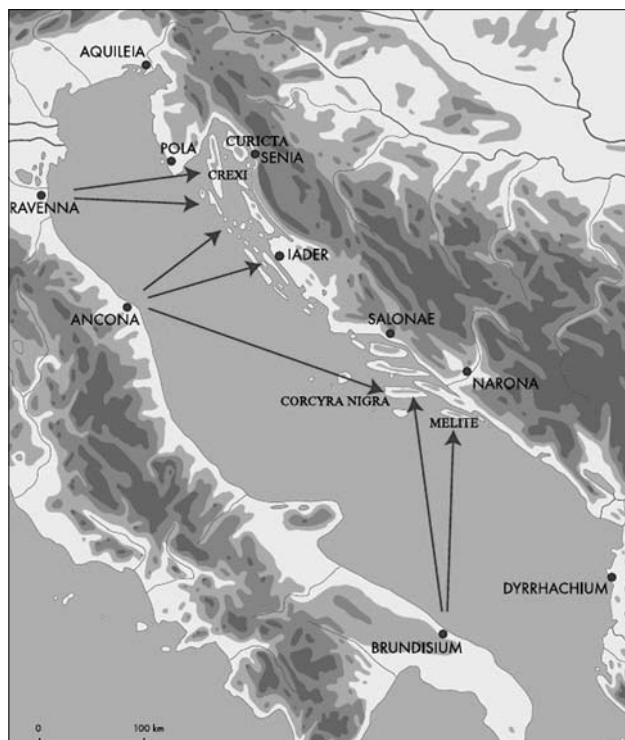 AQUILEIA
POLA
CURICTA
SENIA
CREXI
RAVENNA
IADER
ANCONA
SALONAE
NARONA
CORCYRA NIGRA
MELITE
DYRRHACHIUM
BRUNDISIUM
0 100 km